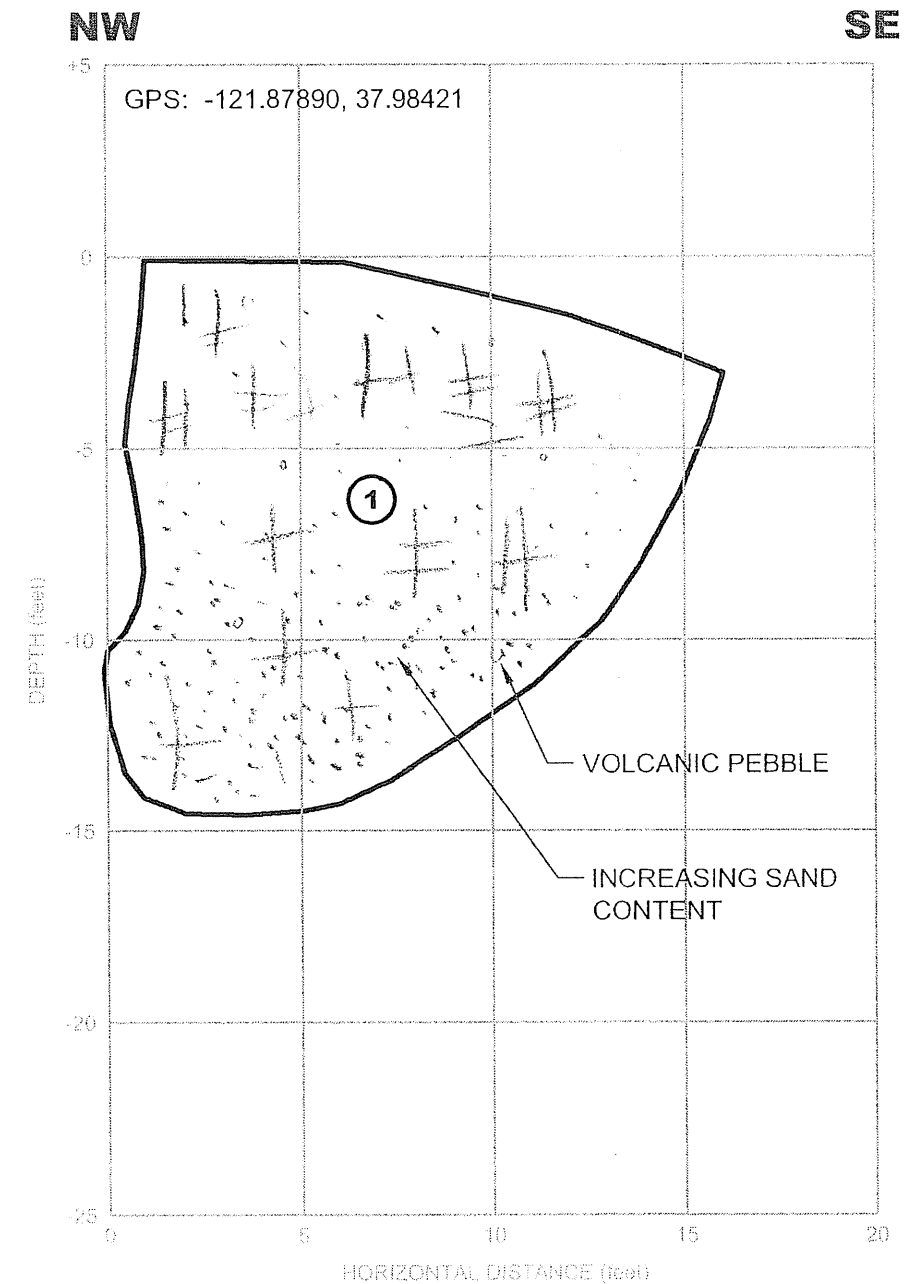 NW
SE
+5
GPS: -121.87890, 37.98421
0
-5
1
-10
VOLCANIC PEBBLE
-15
INCREASING SAND
CONTENT
-20
-25
DEPTH (feet)
0
5
10
15
20
HORIZONTAL DISTANCE (feet)